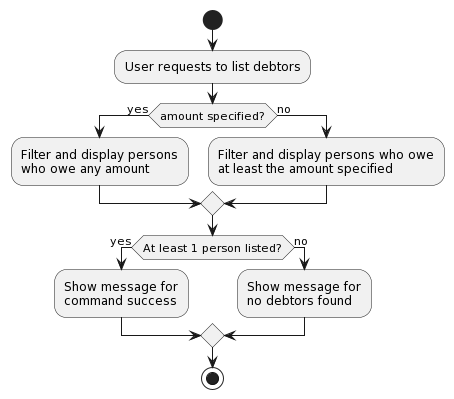 User requests to list debtors
yes
amount specified?
no
Filter and display persons
who owe any amount
Filter and display persons who owe
at least the amount specified
yes
At least 1 person listed?
no
Show message for
command success
Show message for
no debtors found